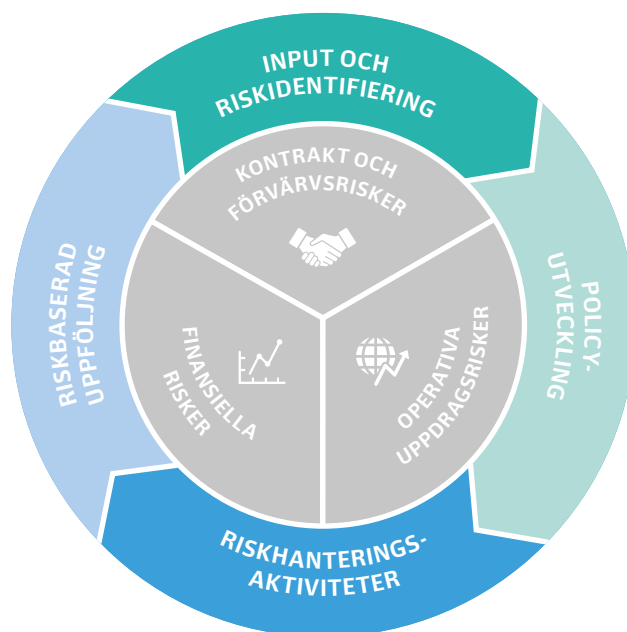 INPUT OCH
RISKIDENTIFIERING
KONTRAKT OCH
FÖRVÄRVSRISKER
POLICY-
UTVECKLING
OPERATIVA
UPPDRAGSRISKER
FINANSIELLA
RISKER
RISKHANTERINGS-
AKTIVITETER
RISKBASERAD
UPPFÖLJNING